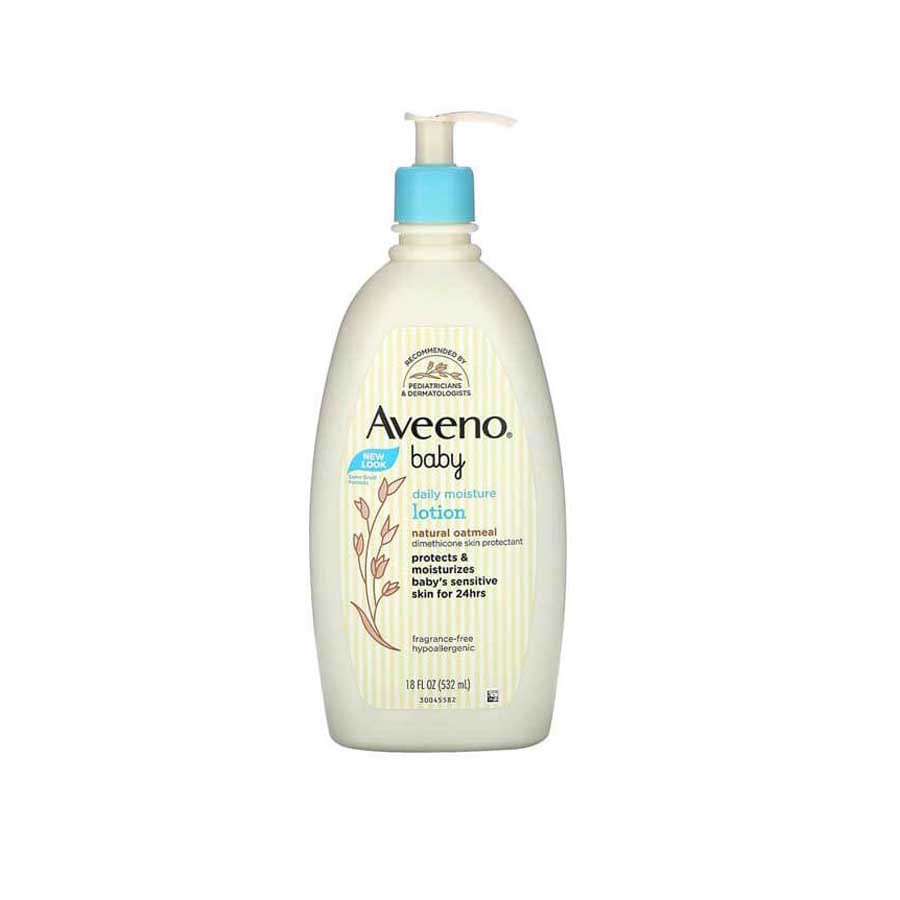 RECOMMENDED BY
PEDIATRICIANS
& DERMATOLOGISTS
Aveeno®
baby
NEW
LOOK
daily moisture
lotion
natural oatmeal
dimethicone skin protectant
protects &
moisturizes
baby's sensitive
skin for 24hrs
fragrance-free
hypoallergenic
18 FL OZ (532 mL)
30045582